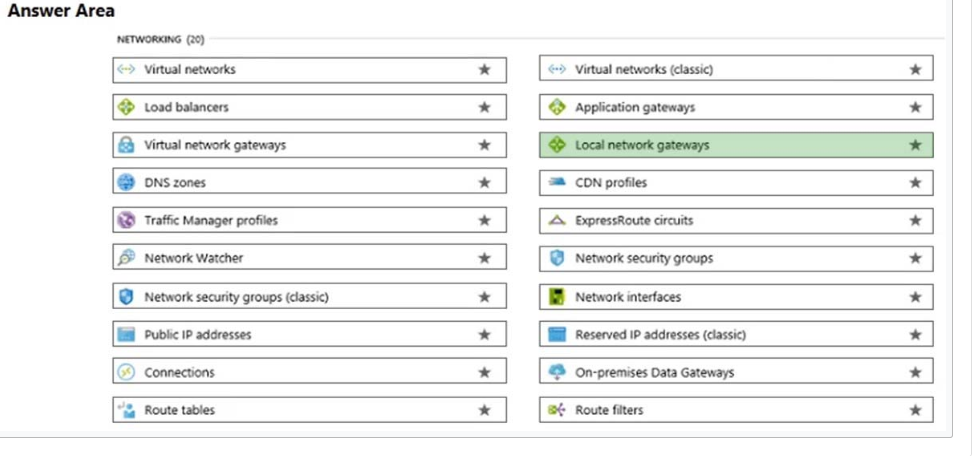 Answer Area
NETWORKING (20)
Virtual networks
Virtual networks (classic)
Load balancers
Application gateways
Virtual network gateways
Local network gateways
DNS zones
CDN profiles
Traffic Manager profiles
ExpressRoute circuits
Network Watcher
Network security groups
Network security groups (classic)
Network interfaces
Public IP addresses
Reserved IP addresses (classic)
Connections
On-premises Data Gateways
Route tables
Route filters